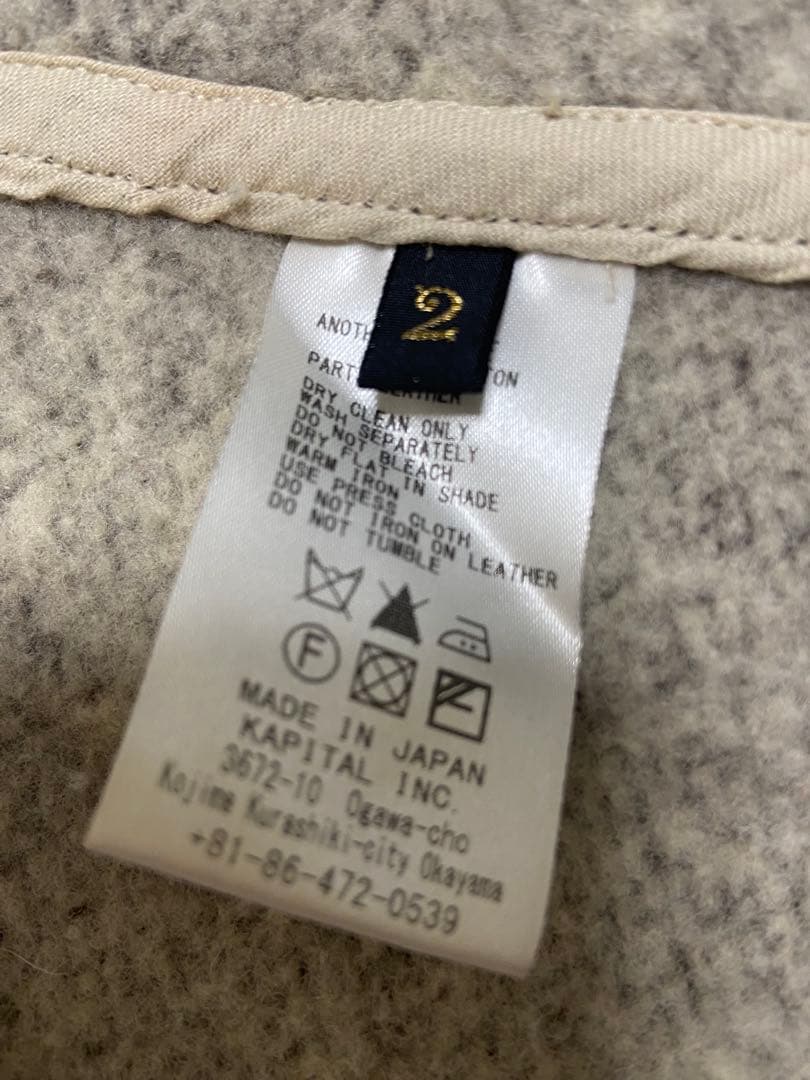 2
TON
DRY CLEAN ONLY
WASH SEPARATELY
DO NOT BLEACH
DRY FLAT IN SHADE
WARM IRON
USE PRESS CLOTH
DO NOT IRON ON LEATHER
DO NOT TUMBLE
F
MADE IN JAPAN
KAPITAL INC.
3672-10 Ogawa-cho
Kojima Kurashiki-city Okayama
+81-86-472-0539